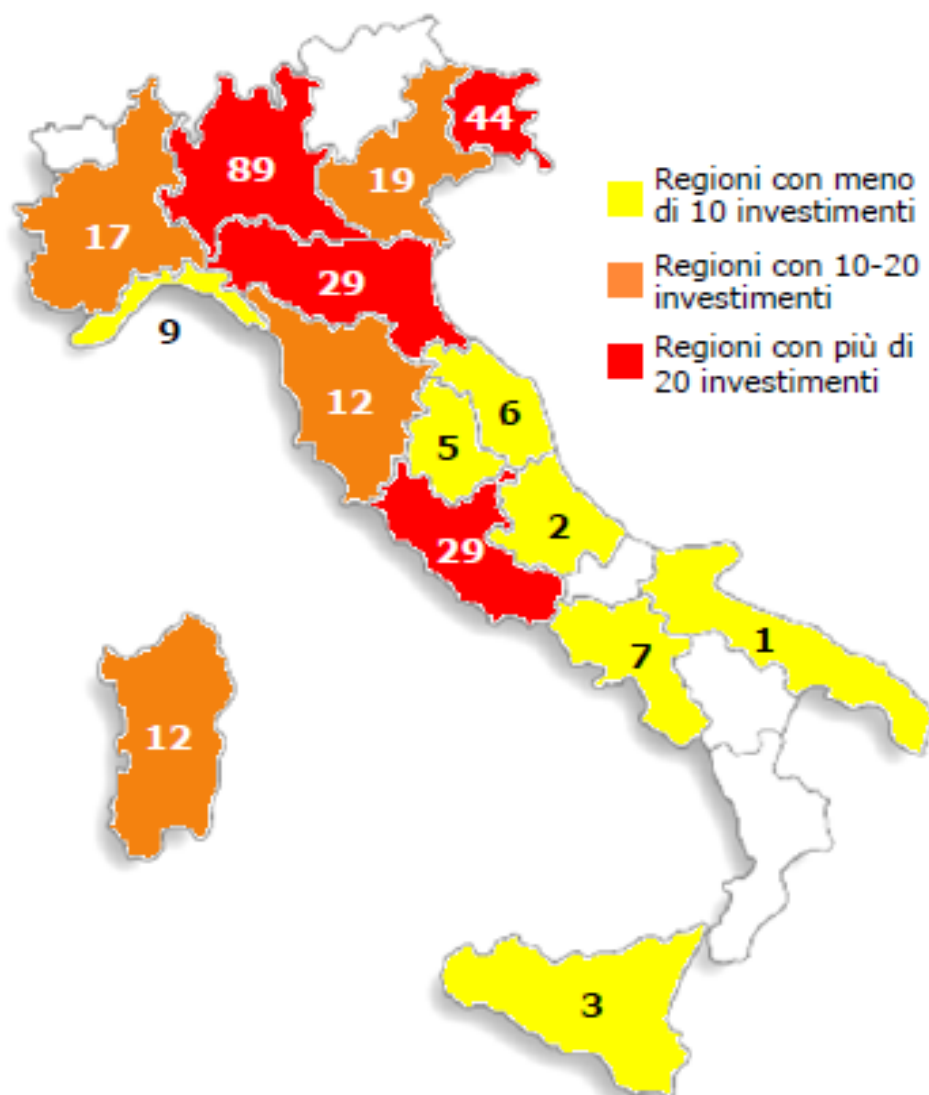 44
89
19
17
29
9
12
6
5
2
29
7
1
12
3
Regioni con meno
di 10 investimenti
Regioni con 10-20
investimenti
Regioni con più di
20 investimenti